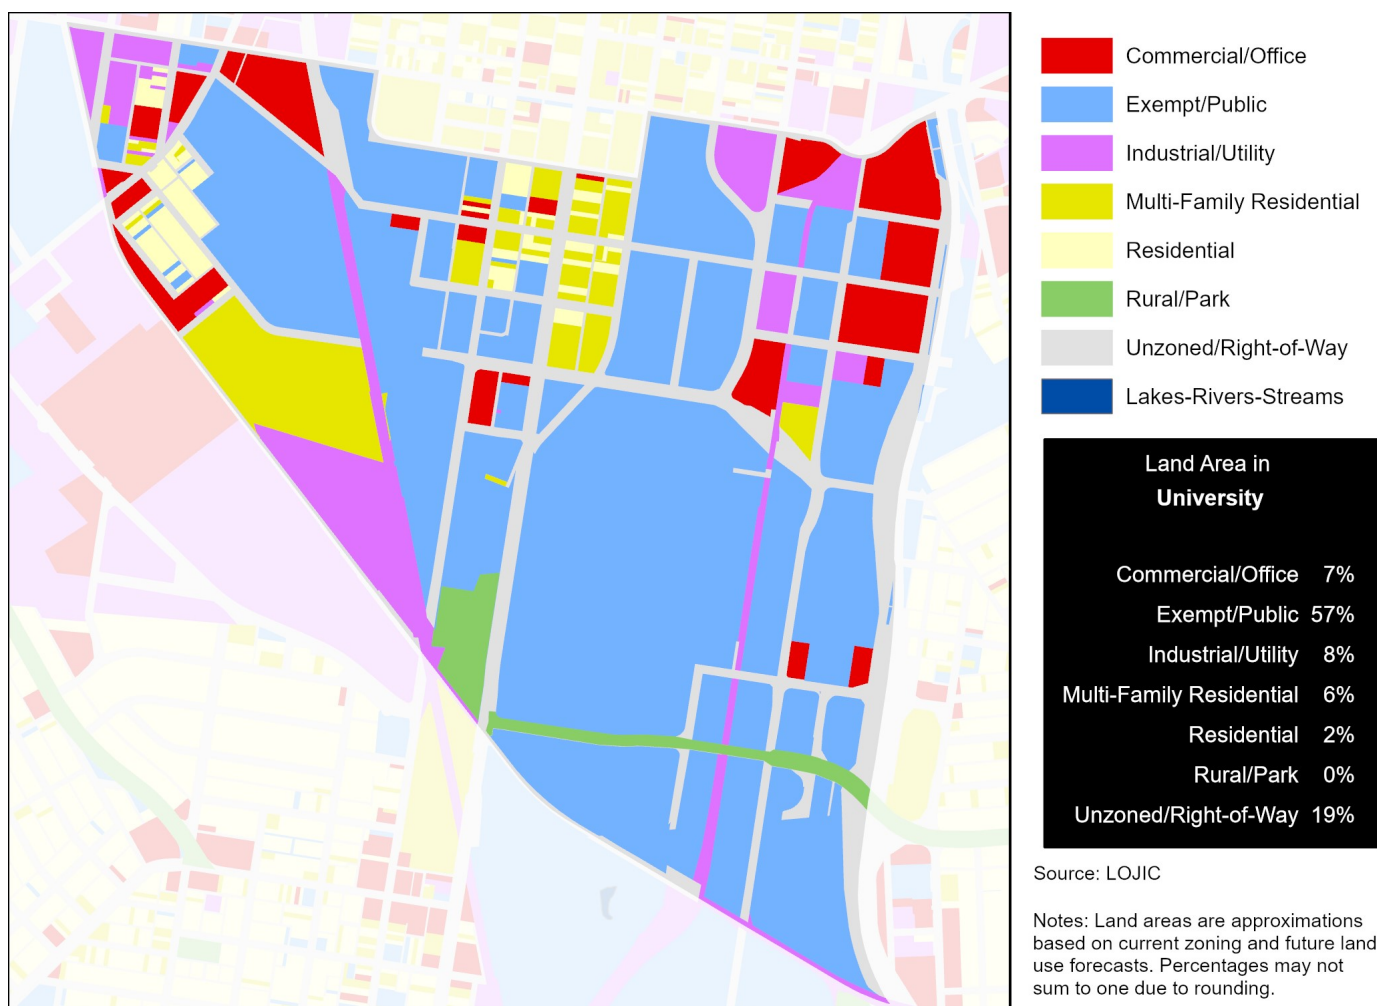 Commercial/Office
Exempt/Public
Industrial/Utility
Multi-Family Residential
Residential
Rural/Park
Unzoned/Right-of-Way
Lakes-Rivers-Streams
Land Area in
University
Commercial/Office 7%
Exempt/Public 57%
Industrial/Utility 8%
Multi-Family Residential 6%
Residential 2%
Rural/Park 0%
Unzoned/Right-of-Way 19%
Source: LOJIC
Notes: Land areas are approximations
based on current zoning and future land
use forecasts. Percentages may not
sum to one due to rounding.